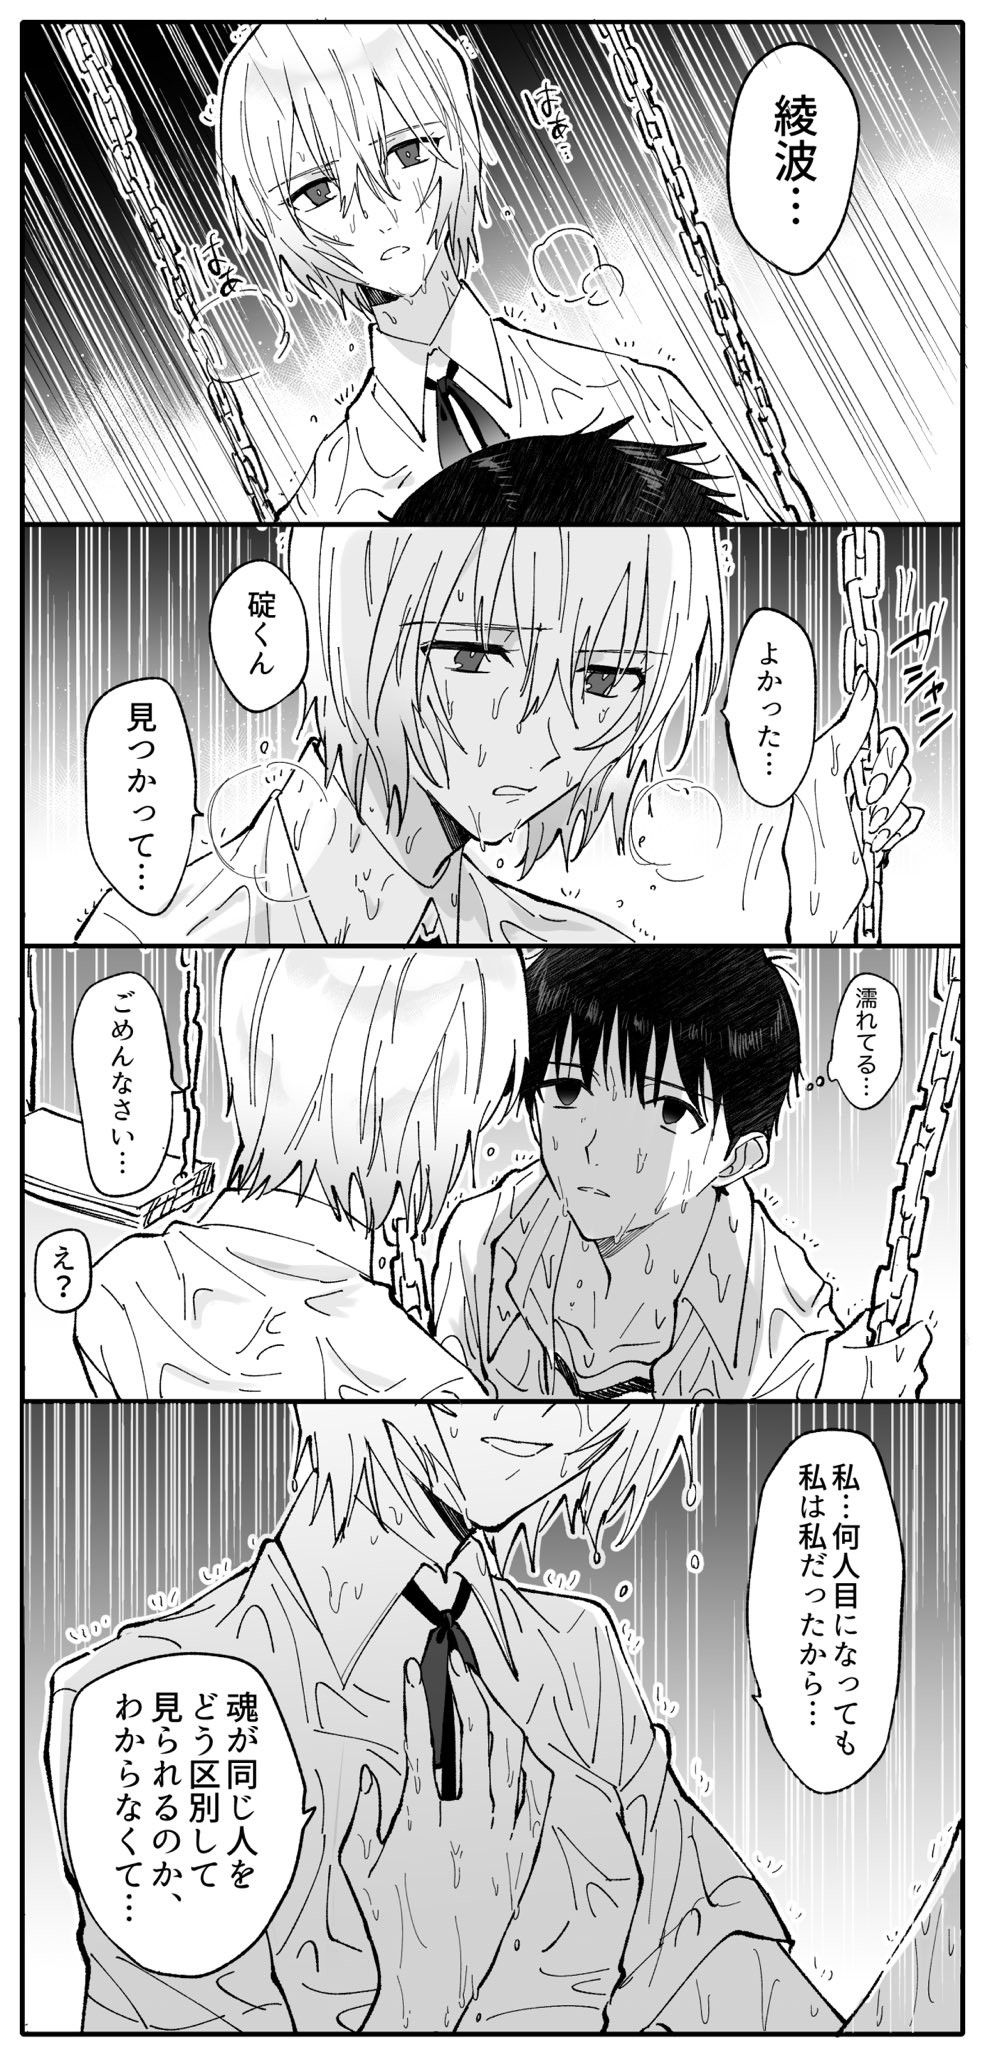 綾波…
はぁ…
はぁ
よかった…
ガシャン
碇くん
見つかって…
濡れてる…
ごめんなさい…
え？
私…何人目になっても
私は私だったから…
魂が同じ人を
どう区別して
見られるのか、
わからなくて…